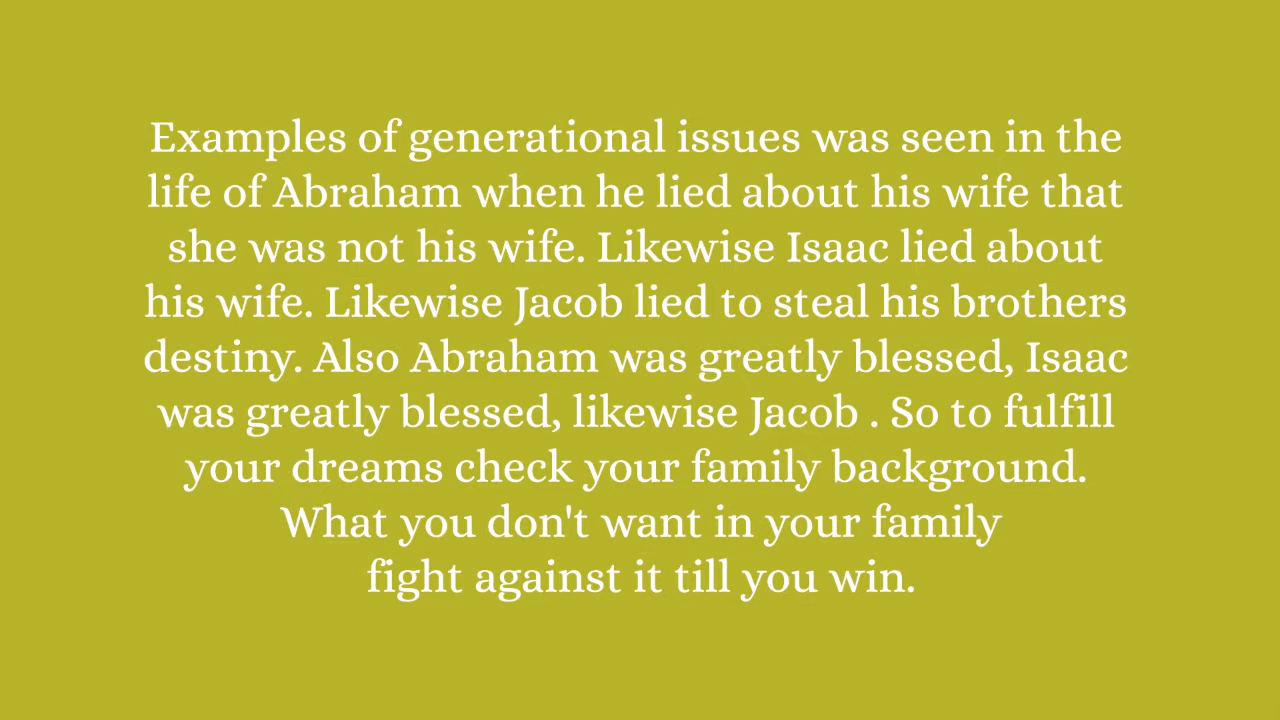 Examples of generational issues was seen in the
life of Abraham when he lied about his wife that
she was not his wife. Likewise Isaac lied about
his wife. Likewise Jacob lied to steal his brothers
destiny. Also Abraham was greatly blessed, Isaac
was greatly blessed, likewise Jacob . So to fulfill
your dreams check your family background.
What you don't want in your family
fight against it till you win.